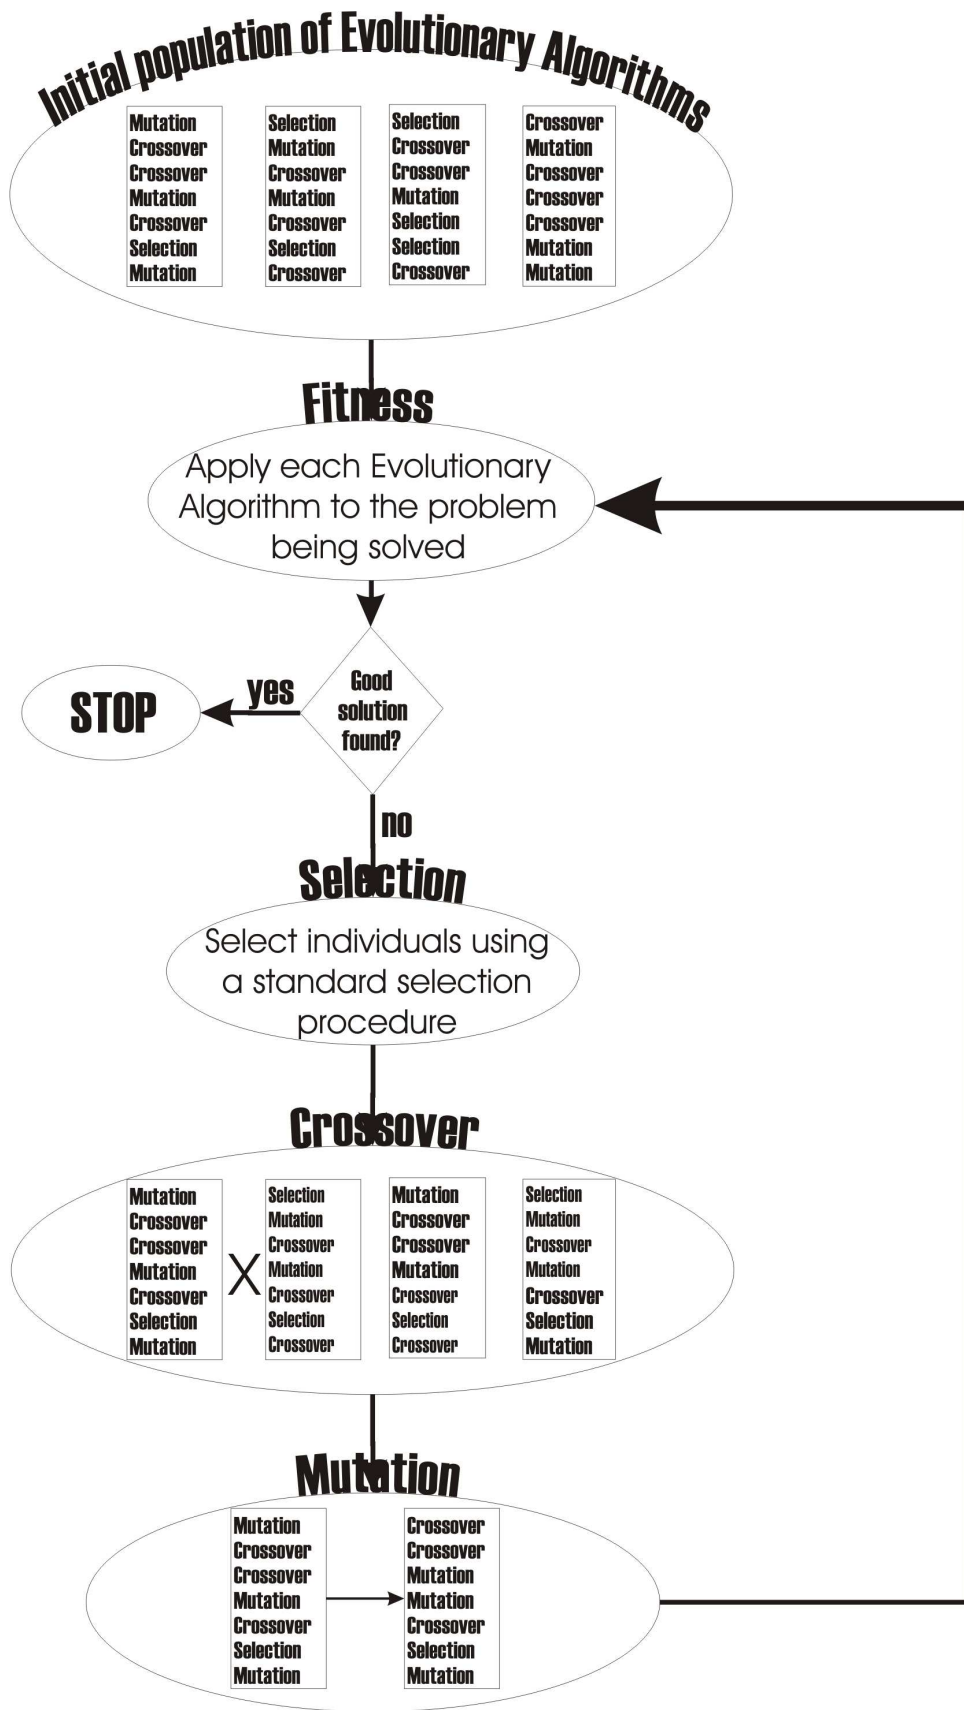 Initial population of Evolutionary Algorithms
Mutation
Crossover
Crossover
Mutation
Crossover
Selection
Mutation
Selection
Mutation
Crossover
Mutation
Crossover
Selection
Crossover
Selection
Crossover
Crossover
Mutation
Selection
Selection
Crossover
Crossover
Mutation
Crossover
Crossover
Crossover
Mutation
Mutation
Fitness
Apply each Evolutionary
Algorithm to the problem
being solved
Good
solution
found?
yes
STOP
no
Selection
Select individuals using
a standard selection
procedure
Crossover
Mutation
Crossover
Crossover
Mutation
Crossover
Selection
Mutation
X
Selection
Mutation
Crossover
Mutation
Crossover
Selection
Crossover
Mutation
Crossover
Crossover
Mutation
Crossover
Selection
Crossover
Selection
Mutation
Crossover
Mutation
Crossover
Selection
Mutation
Mutation
Mutation
Crossover
Crossover
Mutation
Crossover
Selection
Mutation
Crossover
Crossover
Mutation
Mutation
Crossover
Selection
Mutation